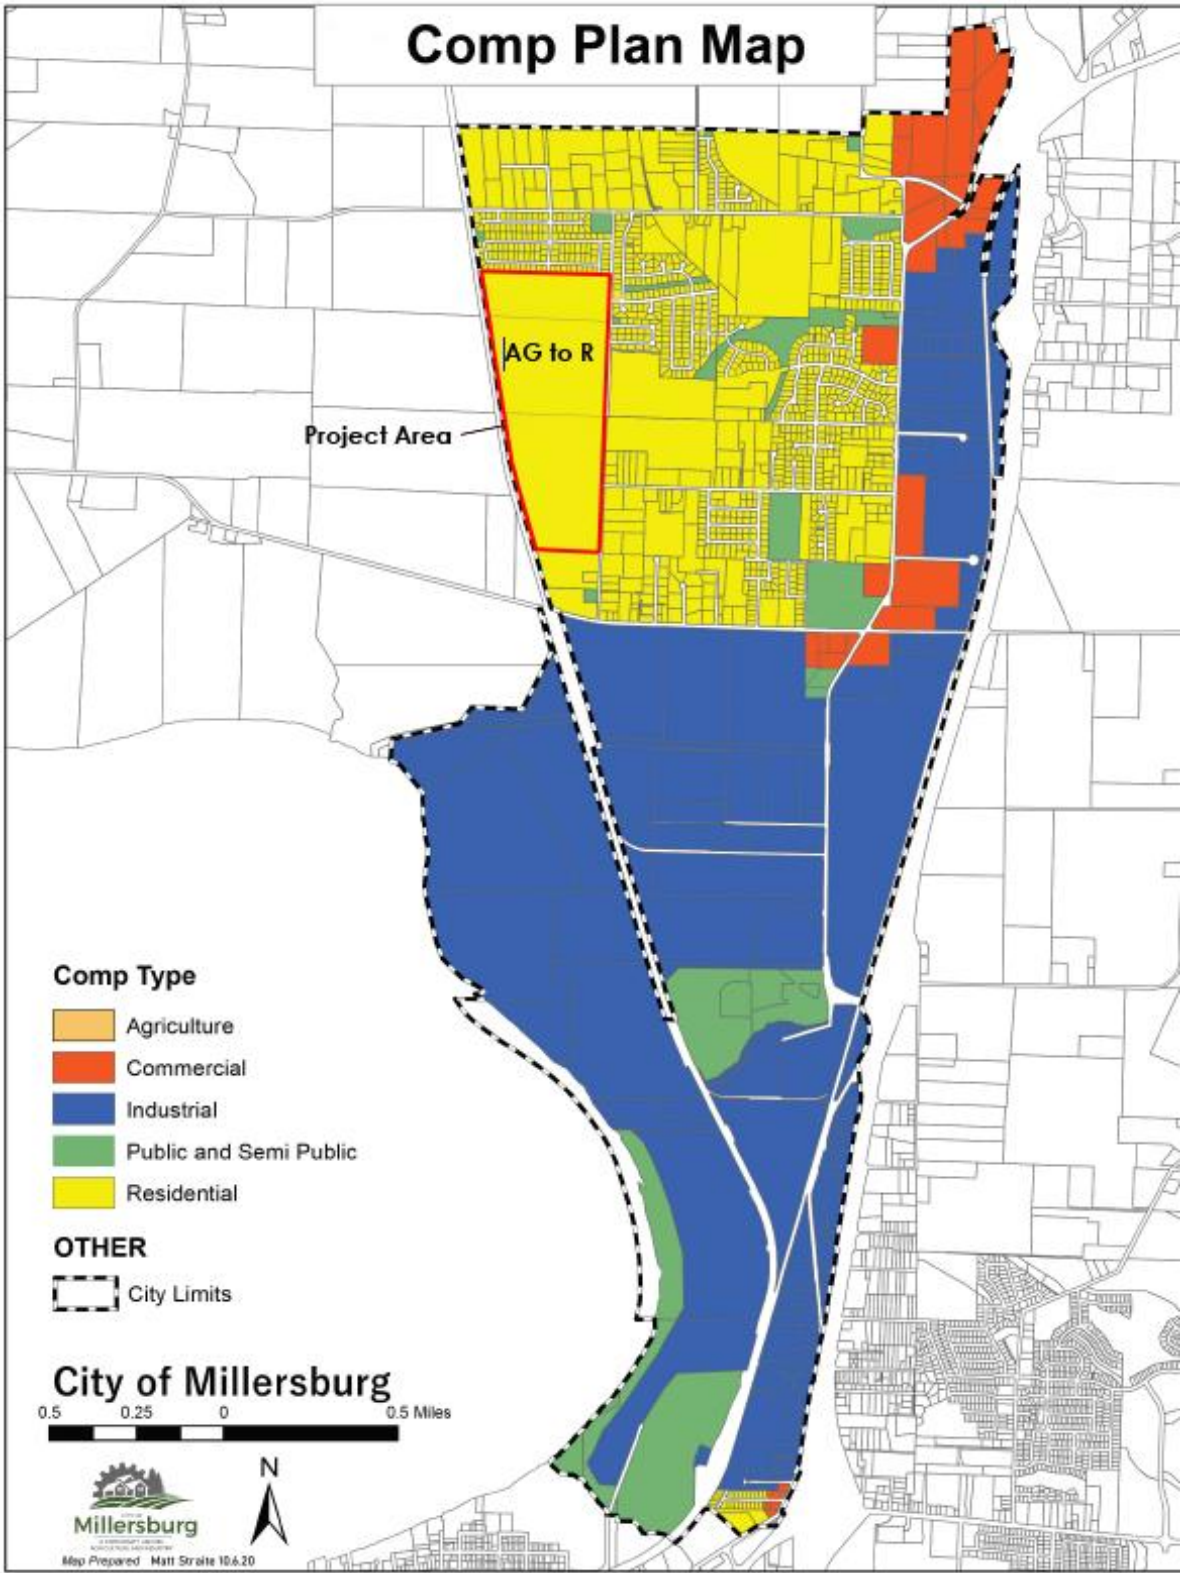 Comp Plan Map
AG to R
Project Area
Comp Type
Agriculture
Commercial
Industrial
Public and Semi Public
Residential
OTHER
City Limits
City of Millersburg
0.5 0.25 0 0.5 Miles
N
Millersburg
Map Prepared Matt Straite 10.6.20